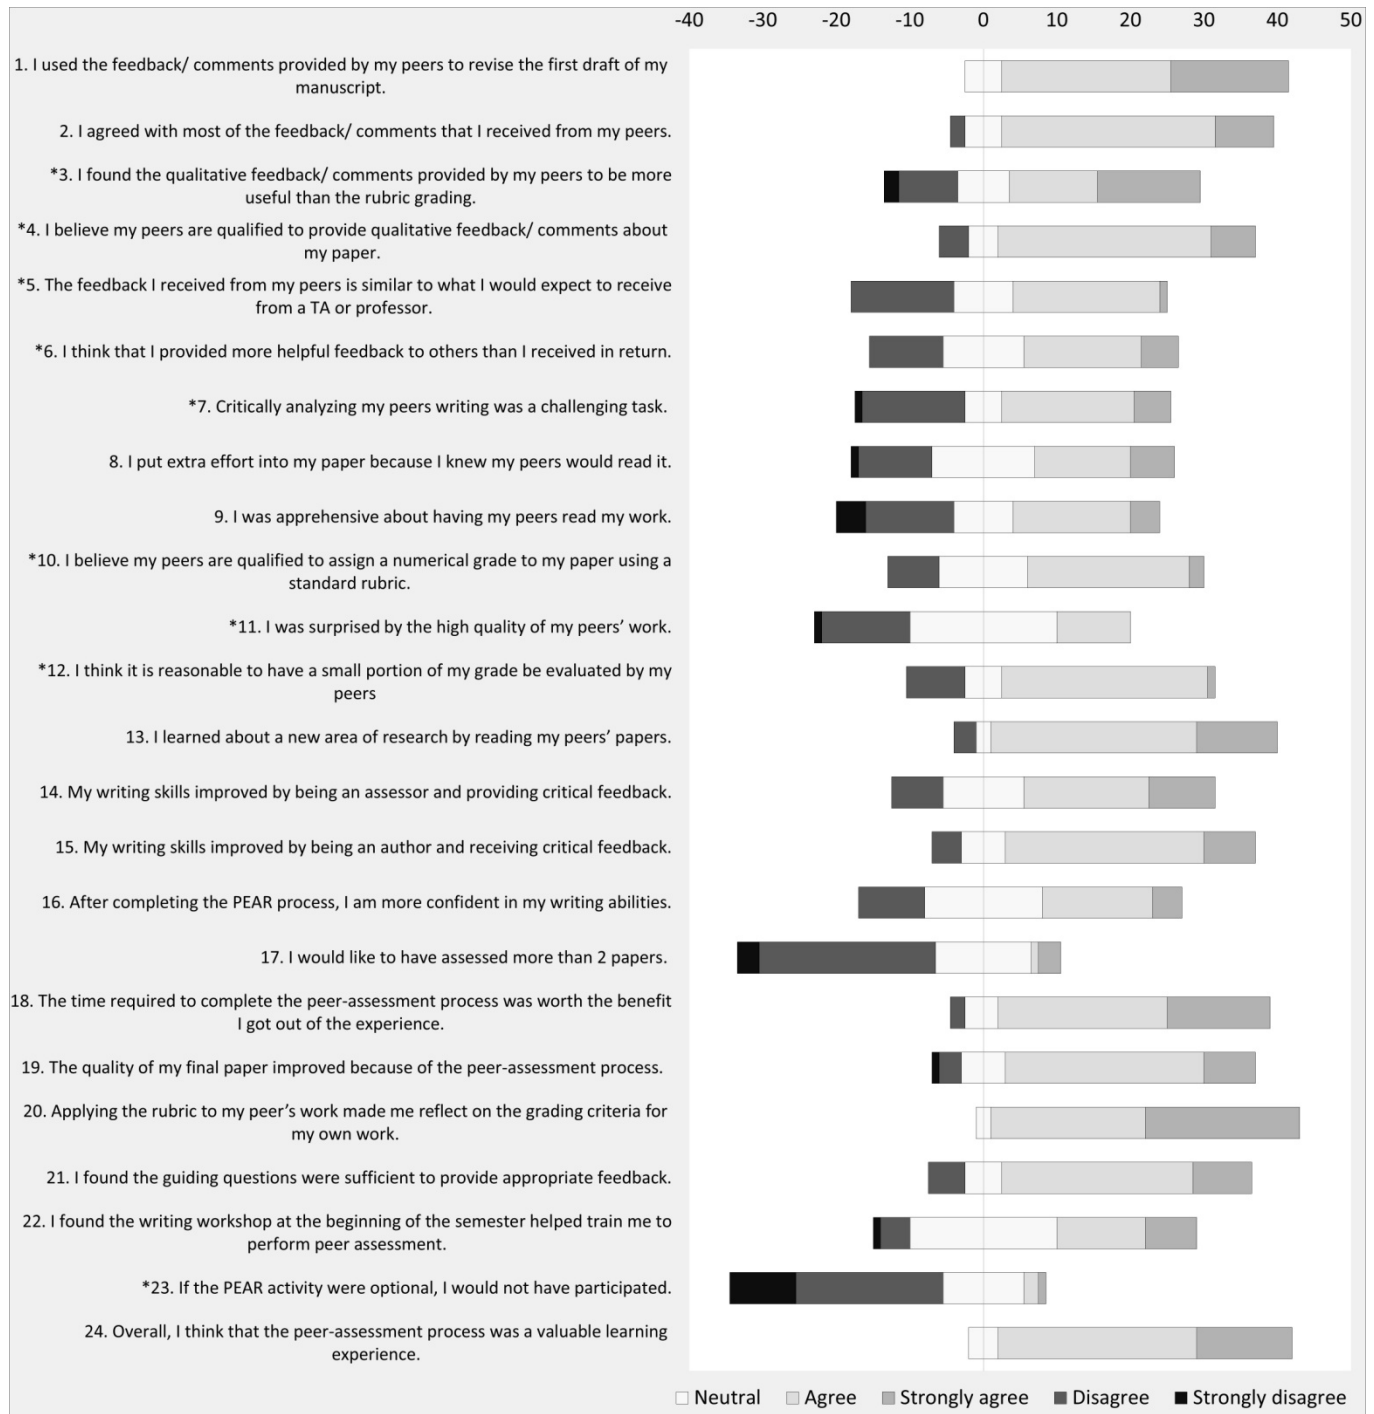 -40 -30 -20 -10 0 10 20 30 40 50
1. I used the feedback/ comments provided by my peers to revise the first draft of my
manuscript.
2. I agreed with most of the feedback/ comments that I received from my peers.
*3. I found the qualitative feedback/ comments provided by my peers to be more
useful than the rubric grading.
*4. I believe my peers are qualified to provide qualitative feedback/ comments about
my paper.
*5. The feedback I received from my peers is similar to what I would expect to receive
from a TA or professor.
*6. I think that I provided more helpful feedback to others than I received in return.
*7. Critically analyzing my peers writing was a challenging task.
8. I put extra effort into my paper because I knew my peers would read it.
9. I was apprehensive about having my peers read my work.
*10. I believe my peers are qualified to assign a numerical grade to my paper using a
standard rubric.
*11. I was surprised by the high quality of my peers’ work.
*12. I think it is reasonable to have a small portion of my grade be evaluated by my
peers
13. I learned about a new area of research by reading my peers’ papers.
14. My writing skills improved by being an assessor and providing critical feedback.
15. My writing skills improved by being an author and receiving critical feedback.
16. After completing the PEAR process, I am more confident in my writing abilities.
17. I would like to have assessed more than 2 papers.
18. The time required to complete the peer-assessment process was worth the benefit
I got out of the experience.
19. The quality of my final paper improved because of the peer-assessment process.
20. Applying the rubric to my peer’s work made me reflect on the grading criteria for
my own work.
21. I found the guiding questions were sufficient to provide appropriate feedback.
22. I found the writing workshop at the beginning of the semester helped train me to
perform peer assessment.
*23. If the PEAR activity were optional, I would not have participated.
24. Overall, I think that the peer-assessment process was a valuable learning
experience.
Neutral Agree Strongly agree Disagree Strongly disagree